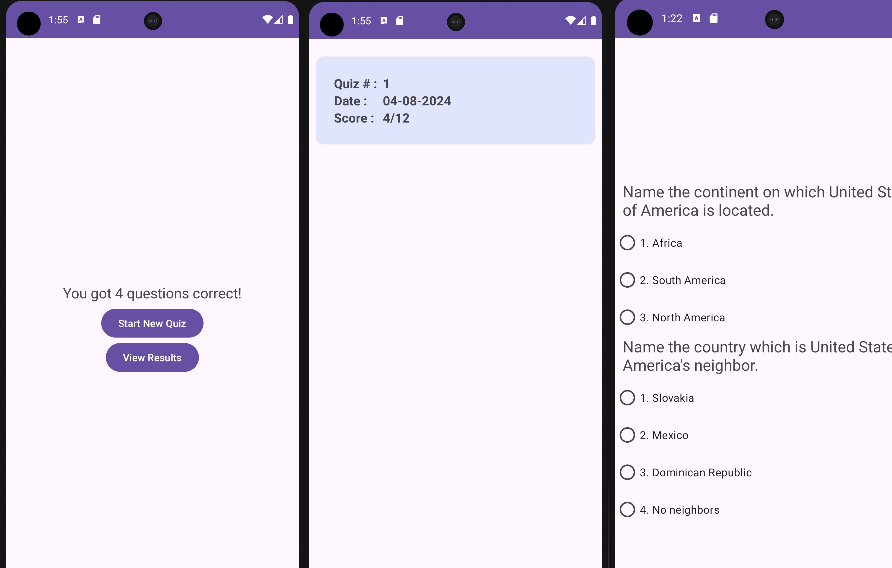 1:55
You got 4 questions correct!
Start New Quiz
View Results
1:55
Quiz # : 1
Date : 04-08-2024
Score : 4/12
1:22
Name the continent on which United St
of America is located.
1. Africa
2. South America
3. North America
Name the country which is United State
America's neighbor.
1. Slovakia
2. Mexico
3. Dominican Republic
4. No neighbors